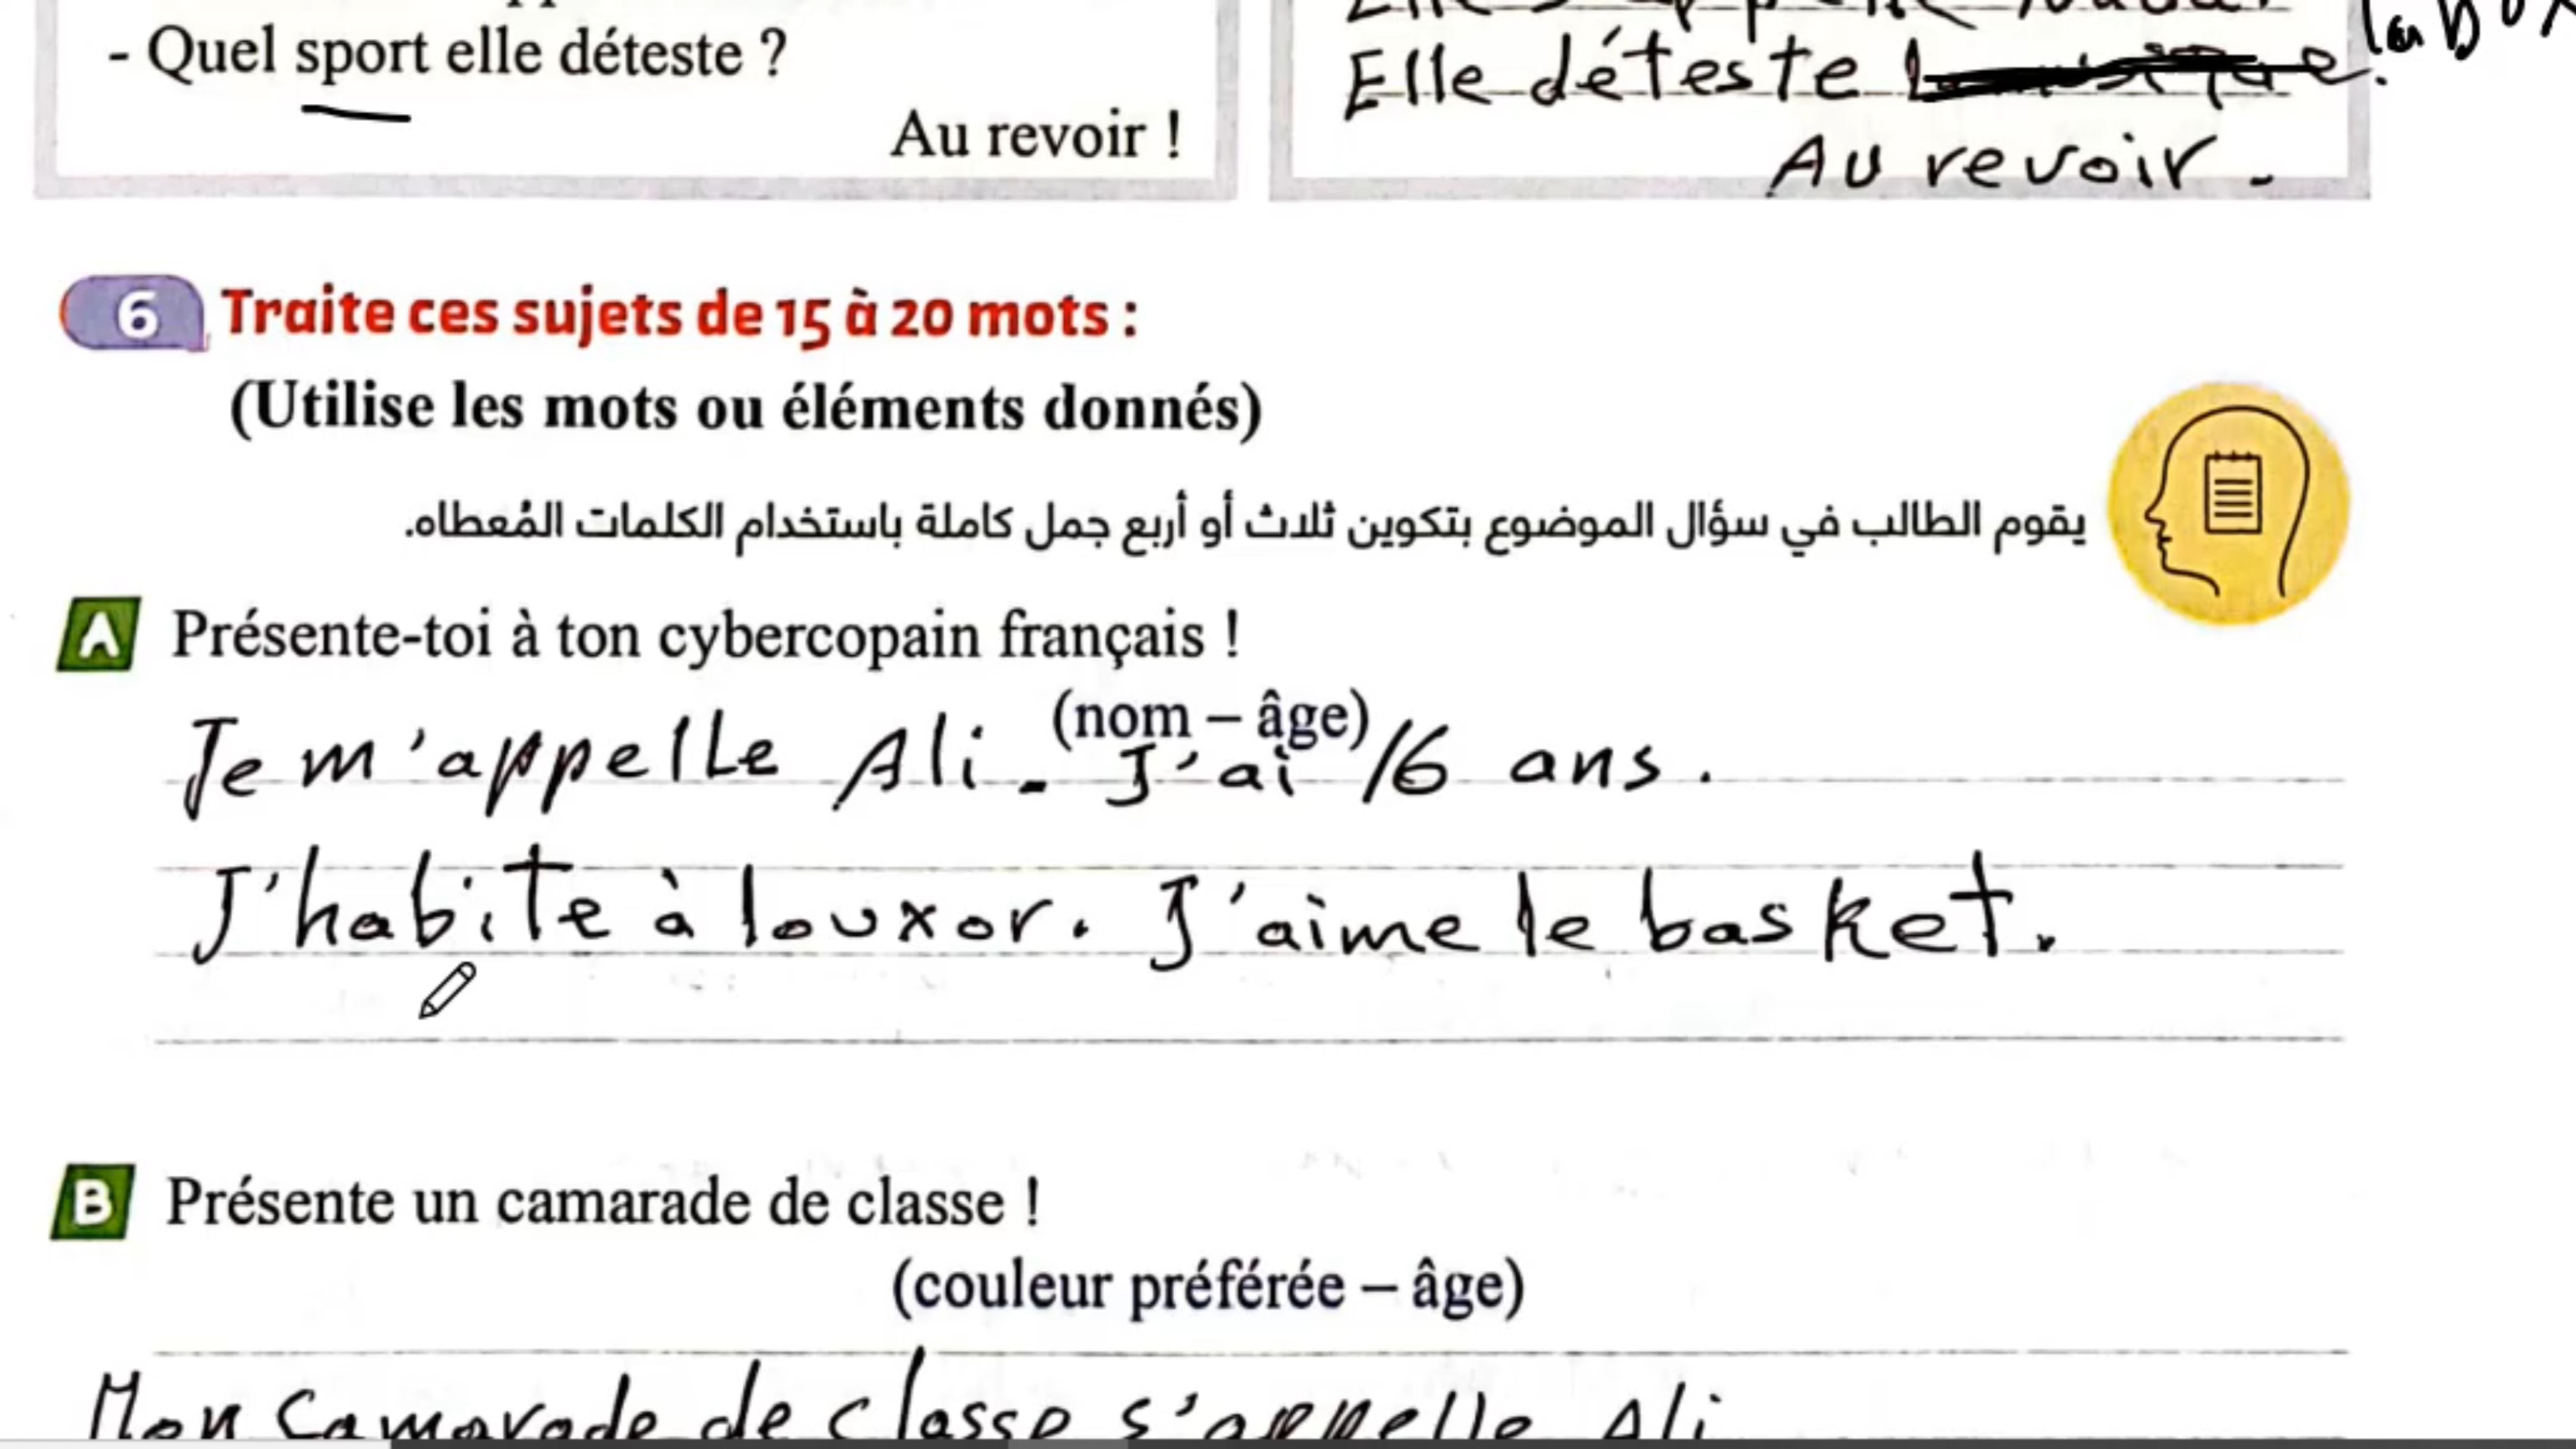 - Quel sport elle déteste ?
Au revoir !
Elle déteste
Au revoir.
6 Traite ces sujets de 15 à 20 mots :
(Utilise les mots ou éléments donnés)
يقوم الطالب في سؤال الموضوع بتكوين ثلاث أو أربع جمل كاملة باستخدام الكلمات المُعطاه.
A Présente-toi à ton cybercopain français !
(nom – âge)
Je m'appelle Ali. J'ai 16 ans.
J'habite à louxor. J'aime le basket.
B Présente un camarade de classe !
(couleur préférée – âge)
Mon camarade de classe s'appelle Ali